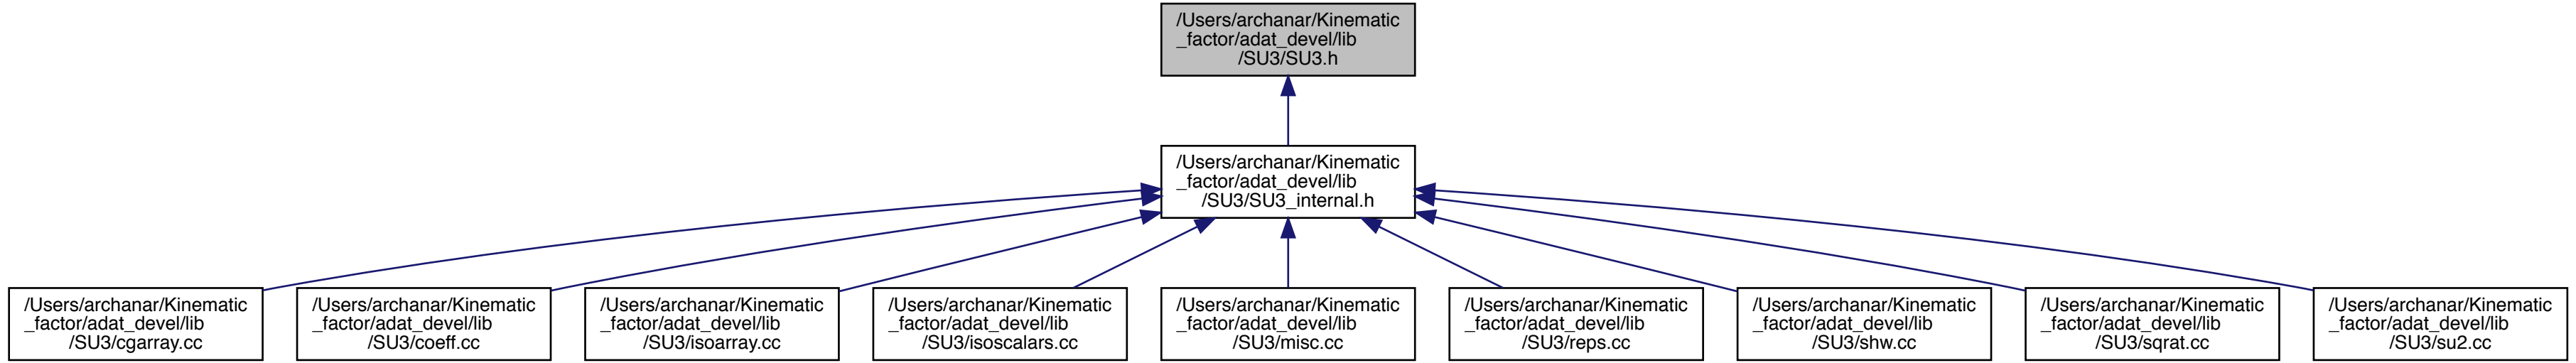 /Users/archanar/Kinematic
_factor/adat_devel/lib
/SU3/SU3.h
/Users/archanar/Kinematic
_factor/adat_devel/lib
/SU3/SU3_internal.h
/Users/archanar/Kinematic
_factor/adat_devel/lib
/SU3/cgarray.cc
/Users/archanar/Kinematic
_factor/adat_devel/lib
/SU3/coeff.cc
/Users/archanar/Kinematic
_factor/adat_devel/lib
/SU3/isoarray.cc
/Users/archanar/Kinematic
_factor/adat_devel/lib
/SU3/isoscalars.cc
/Users/archanar/Kinematic
_factor/adat_devel/lib
/SU3/misc.cc
/Users/archanar/Kinematic
_factor/adat_devel/lib
/SU3/reps.cc
/Users/archanar/Kinematic
_factor/adat_devel/lib
/SU3/shw.cc
/Users/archanar/Kinematic
_factor/adat_devel/lib
/SU3/sqrat.cc
/Users/archanar/Kinematic
_factor/adat_devel/lib
/SU3/su2.cc